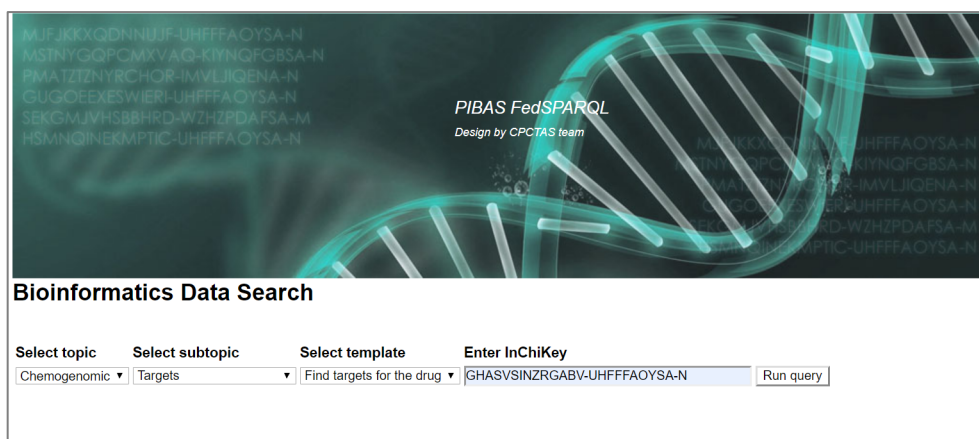 MJFJKKXQDNNUJF-UHFFFAOYSA-N
MSTNYGQPCMXVAQ-KIYNQFGBSA-N
PMATZTZNYRCHOR-IMVLJIQENA-N
GUGOEEXESWIERI-UHFFFAOYSA-N
SEKGMJVHSBBHRD-WZHZPDAFSA-M
HSMNQINEKMPTIC-UHFFFAOYSA-N
PIBAS FedSPARQL
Design by CPCTAS team
Bioinformatics Data Search
Select topic Select subtopic Select template Enter InChiKey
Chemogenomic Targets Find targets for the drug GHASVSINZRGABV-UHFFFAOYSA-N Run query